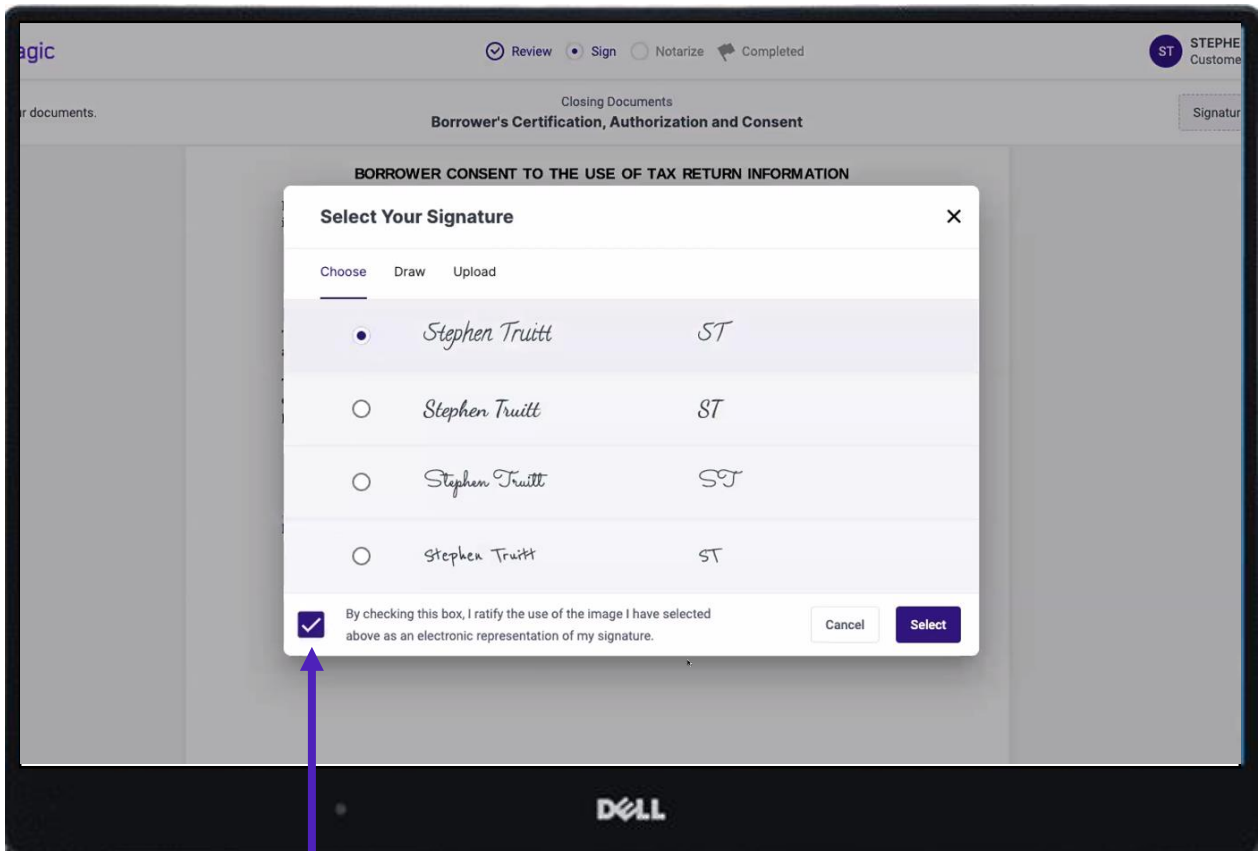 agic
Review Sign Notarize Completed
ST STEPHE
Custome
r documents.
Closing Documents
Borrower's Certification, Authorization and Consent
Signatur
BORROWER CONSENT TO THE USE OF TAX RETURN INFORMATION
Select Your Signature
Choose Draw Upload
Stephen Truitt ST
Stephen Truitt ST
Stephen Truitt ST
Stephen Truitt ST
By checking this box, I ratify the use of the image I have selected
above as an electronic representation of my signature.
Cancel Select
DELL